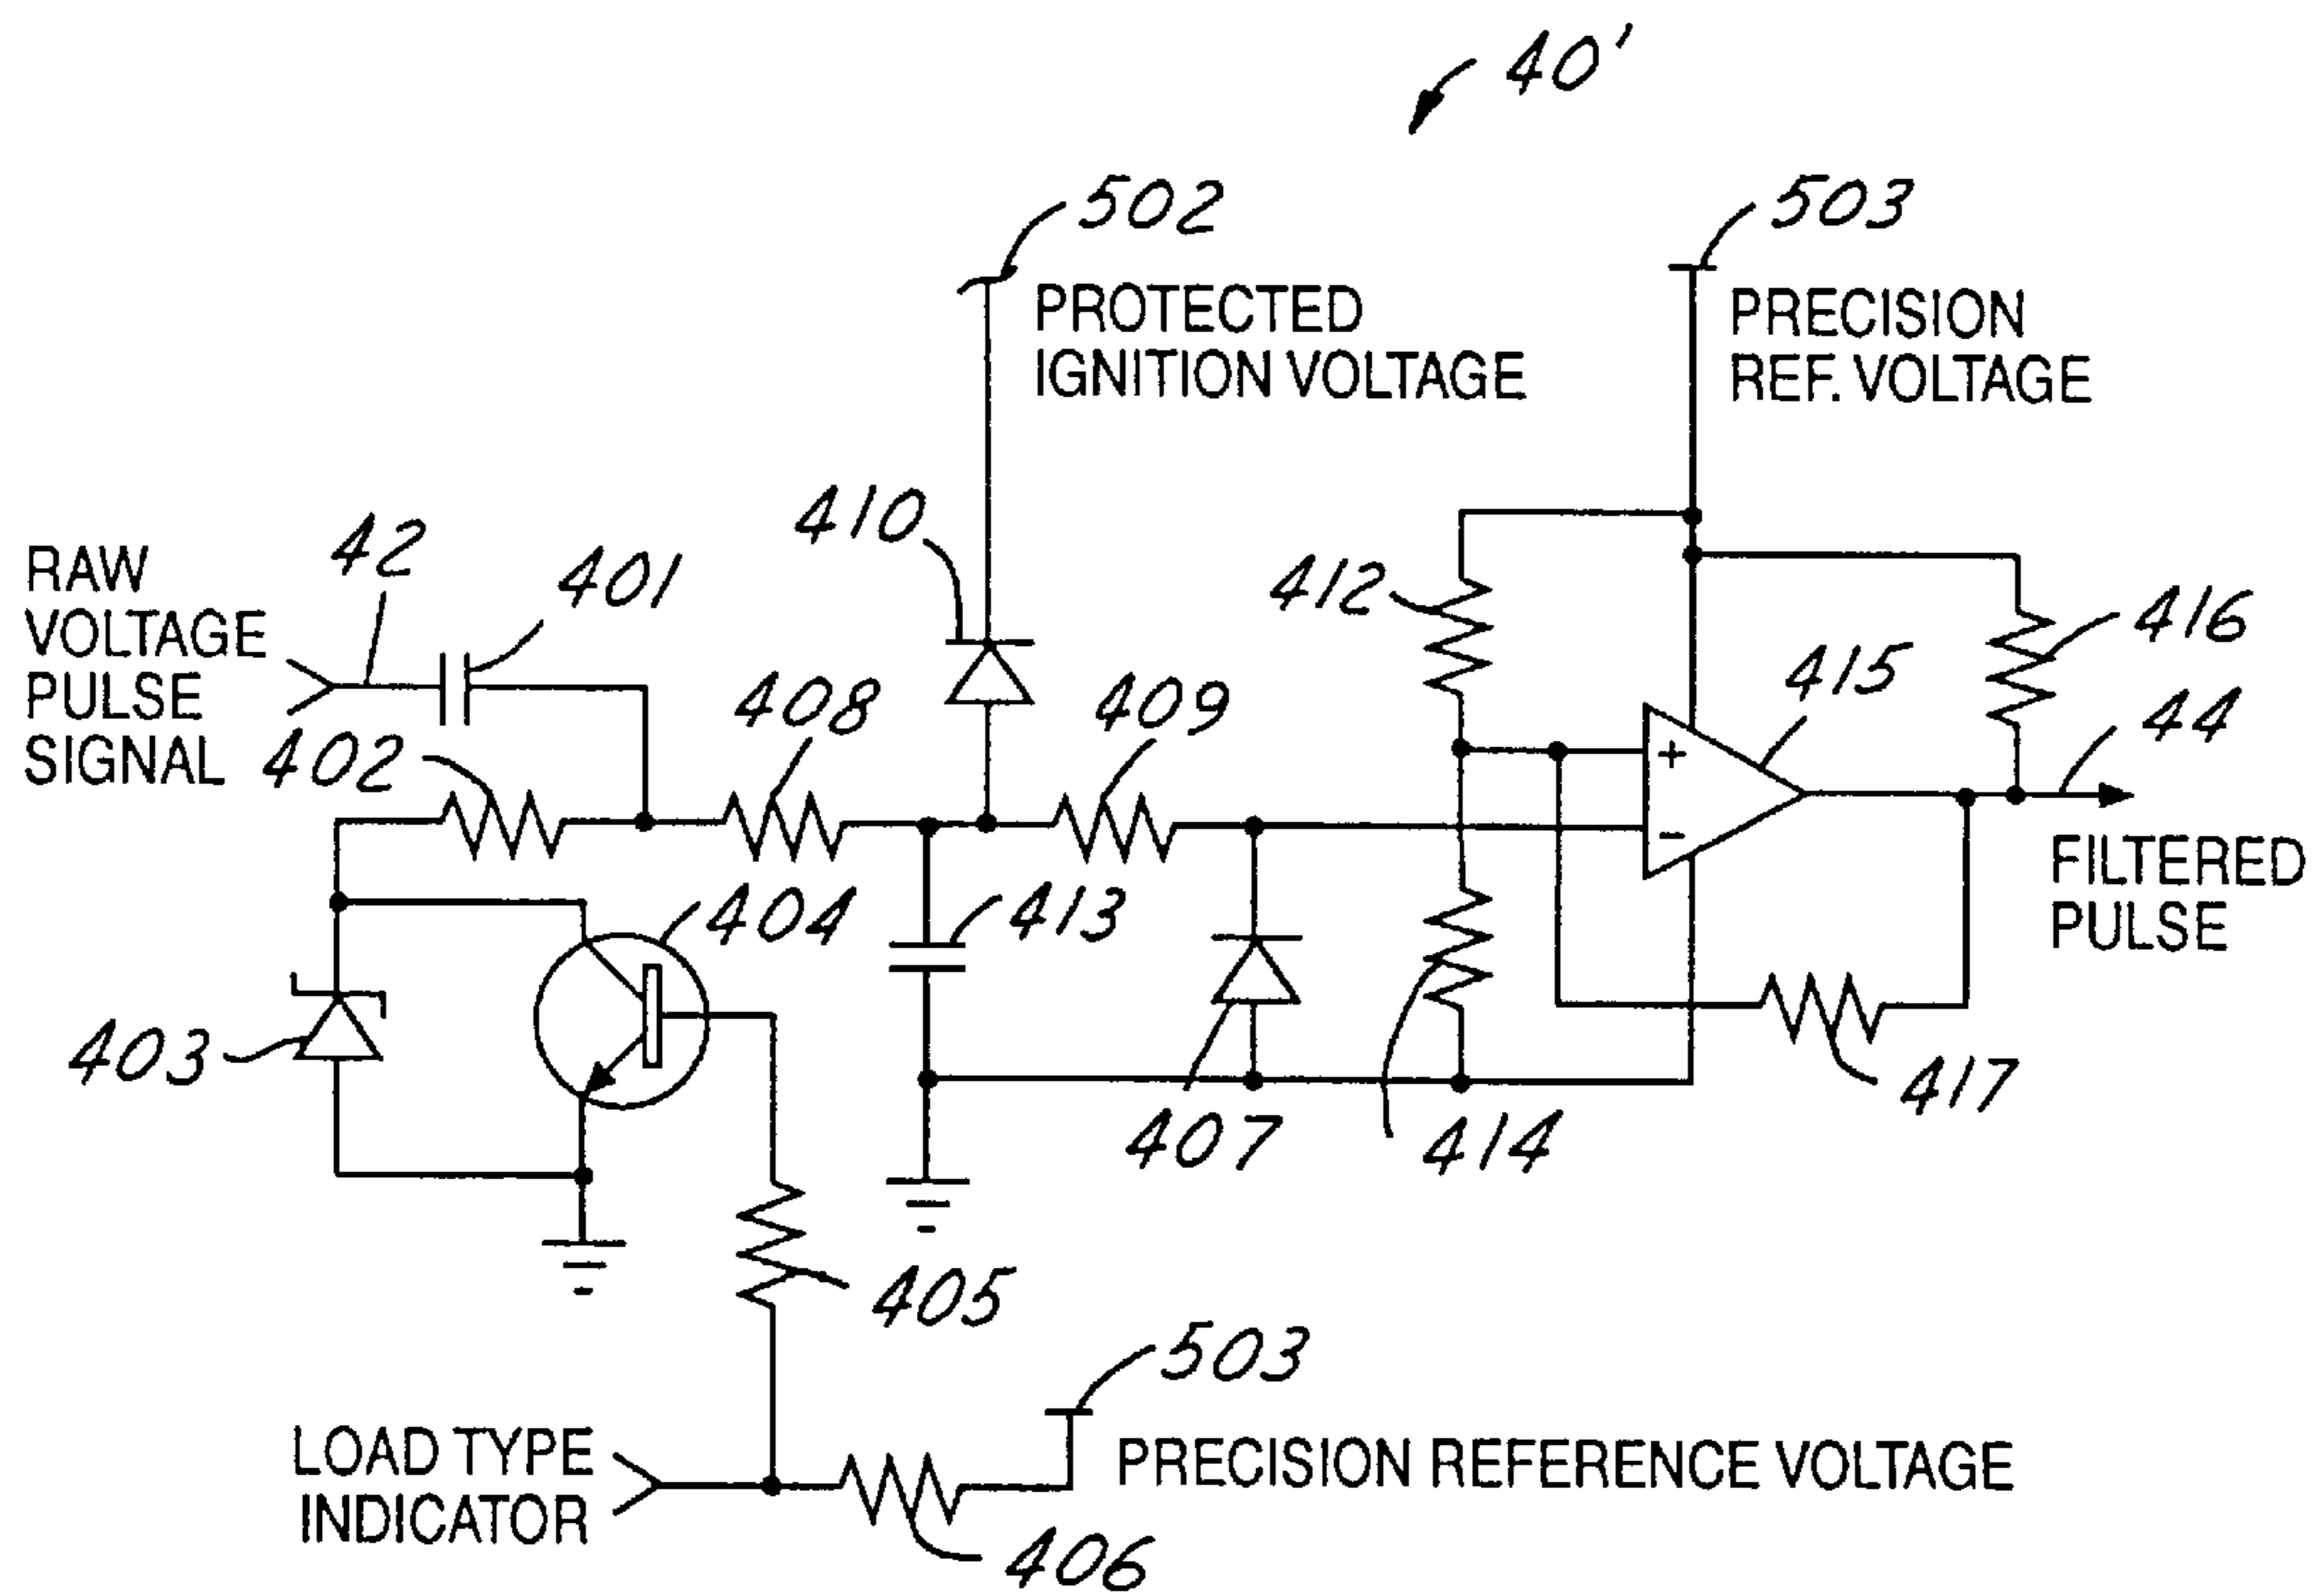 40'
502
503
PROTECTED
IGNITION VOLTAGE
PRECISION
REF. VOLTAGE
410
42
401
RAW
VOLTAGE
PULSE
SIGNAL
412
416
415
408
409
44
402
+
-
FILTERED
PULSE
404
413
403
407
414
417
405
503
LOAD TYPE
INDICATOR
PRECISION REFERENCE VOLTAGE
406